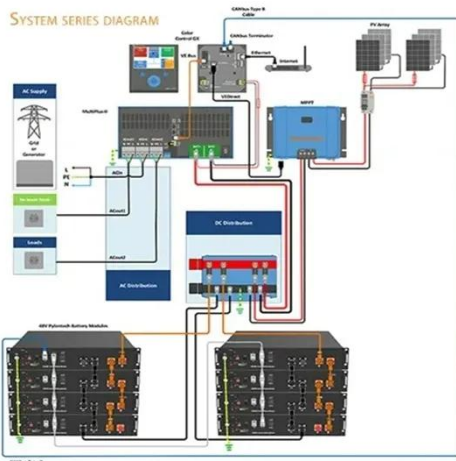 SYSTEM SERIES DIAGRAM
CANbus Type B
Cable
Color
Control GX
CANbus Terminator
PV Array
VE Bus
Ethernet
Internet
AC Supply
VE Direct
MPPT
MultiPlus-II
Grid
or
Generator
L
PE
N
ACin
ACout1
DC Distribution
Loads
ACout2
AC Distribution
48V Pylontech Battery Modules